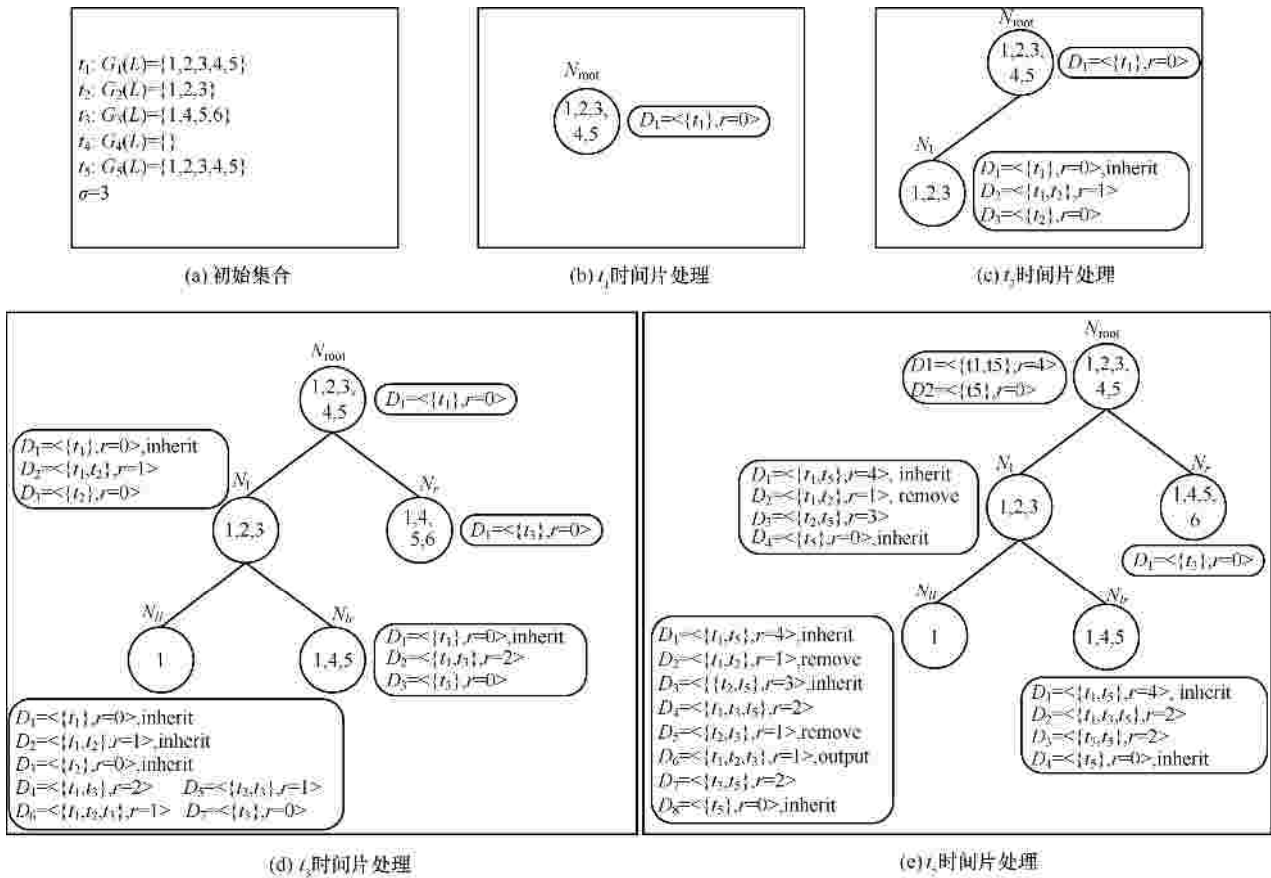 t₁: G₁(L)={1,2,3,4,5}
t₂: G₂(L)={1,2,3}
t₃: G₃(L)={1,4,5,6}
t₄: G₄(L)={}
t₅: G₅(L)={1,2,3,4,5}
σ=3
(a) 初始集合
N_root
1,2,3,
4,5
D₁=<{t₁},r=0>
(b) t₁时间片处理
N_root
1,2,3,
4,5
D₁=<{t₁},r=0>
N₁
1,2,3
D₁=<{t₁},r=0>,inherit
D₂=<{t₁,t₂},r=1>
D₃=<{t₂},r=0>
(c) t₂时间片处理
N_root
1,2,3,
4,5
D₁=<{t₁},r=0>
D₁=<{t₁},r=0>,inherit
D₂=<{t₁,t₂},r=1>
D₃=<{t₂},r=0>
N₁
1,2,3
N_r
1,4,
5,6
D₁=<{t₃},r=0>
N_ll
1
N_lr
1,4,5
D₁=<{t₁},r=0>,inherit
D₂=<{t₁,t₃},r=2>
D₃=<{t₃},r=0>
D₁=<{t₁},r=0>,inherit
D₂=<{t₁,t₂},r=1>,inherit
D₃=<{t₂},r=0>,inherit
D₄=<{t₁,t₃},r=2> D₅=<{t₂,t₃},r=1>
D₆=<{t₁,t₂,t₃},r=1> D₇=<{t₃},r=0>
(d) t₃时间片处理
N_root
1,2,3,
4,5
D1=<{t1,t5},r=4>
D2=<{t5},r=0>
D₁=<{t₁,t₅},r=4>, inherit
D₂=<{t₁,t₂},r=1>, remove
D₃=<{t₂,t₅},r=3>
D₄=<{t₅},r=0>,inherit
N₁
1,2,3
N_r
1,4,5,
6
D₁=<{t₃},r=0>
N_ll
1
N_lr
1,4,5
D₁=<{t₁,t₅},r=4>,inherit
D₂=<{t₁,t₂},r=1>,remove
D₃=<{{t₂,t₅},r=3>,inherit
D₄=<{t₁,t₃,t₅},r=2>
D₅=<{t₂,t₃},r=1>,remove
D₆=<{t₁,t₂,t₃},r=1>,output
D₇=<{t₃,t₅},r=2>
D₈=<{t₅},r=0>,inherit
D₁=<{t₁,t₅},r=4>, inherit
D₂=<{t₁,t₃,t₅},r=2>
D₃=<{t₃,t₅},r=2>
D₄=<{t₅},r=0>,inherit
(e) t₅时间片处理